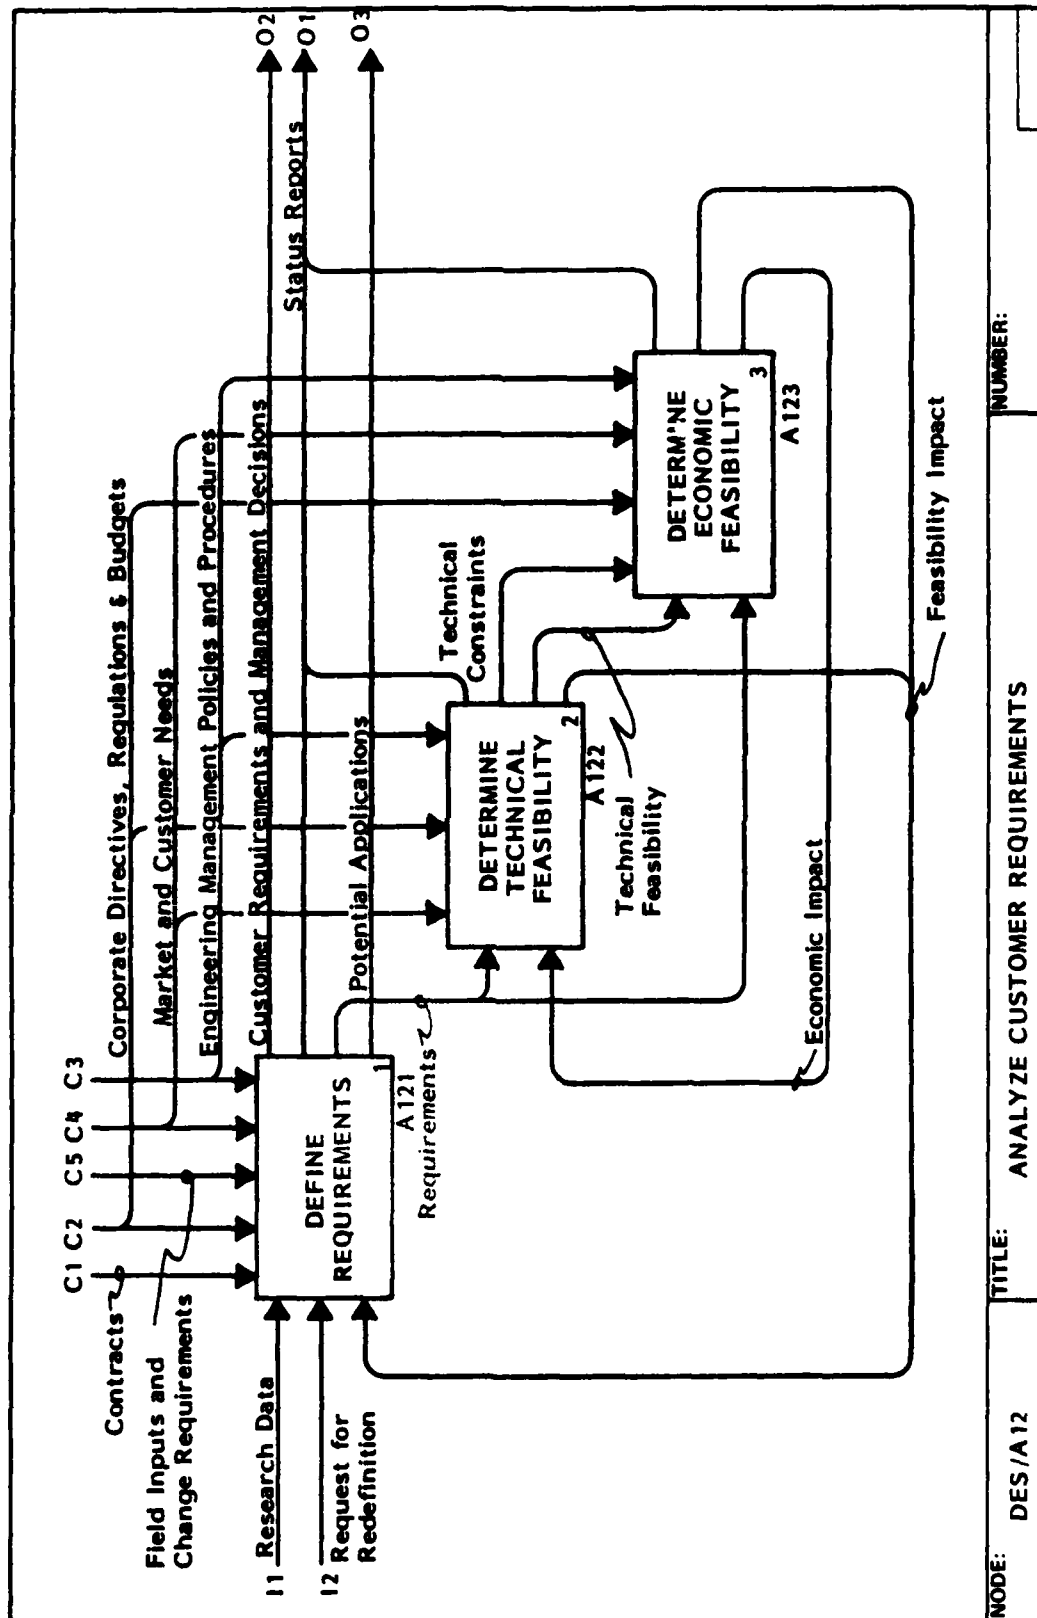 C1
C2
C5
C4
C3
Contracts
Field Inputs and
Change Requirements
Corporate Directives, Regulations & Budgets
Market and Customer Needs
Engineering Management Policies and Procedures
Customer Requirements and Management Decisions
O2
Status Reports
O1
Potential Applications
O3
I1
Research Data
I2
Request for
Redefinition
DEFINE
REQUIREMENTS
1
A121
Requirements
DETERMINE
TECHNICAL
FEASIBILITY
2
A122
Technical
Constraints
Technical
Feasibility
DETERM'NE
ECONOMIC
FEASIBILITY
3
A123
Economic Impact
Feasibility Impact
NODE:
DES/A12
TITLE:
ANALYZE CUSTOMER REQUIREMENTS
NUMBER: